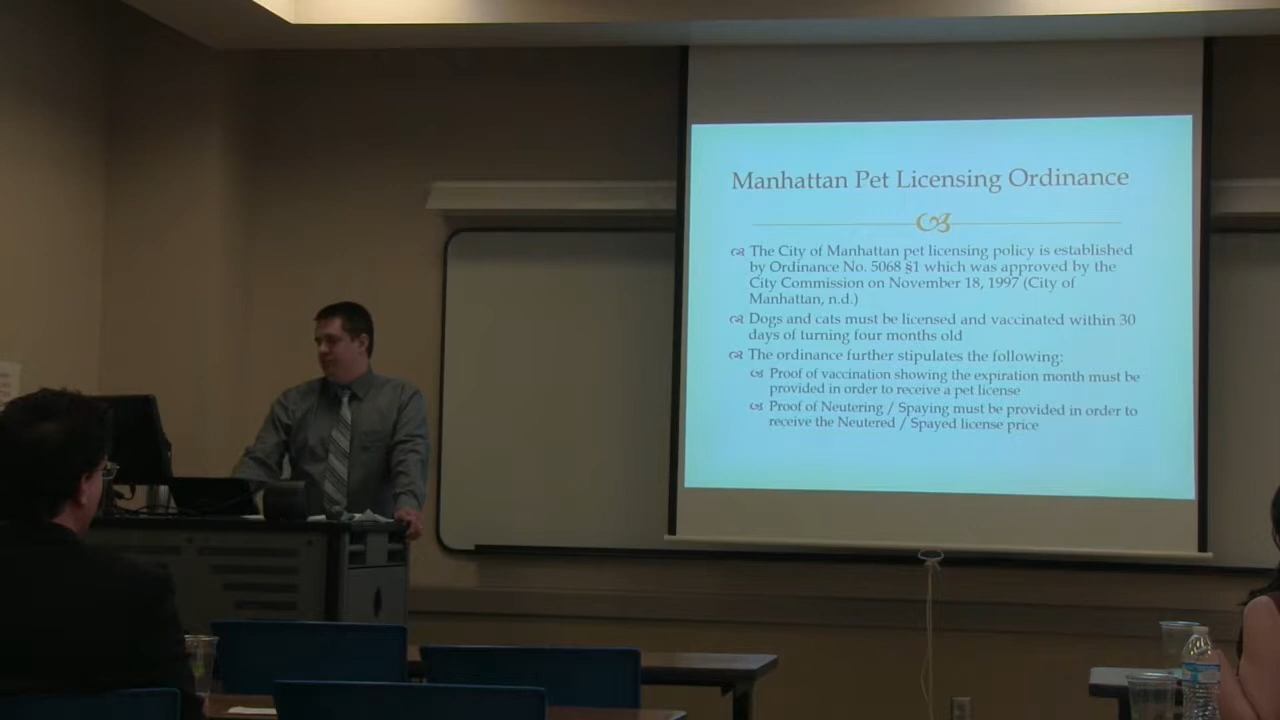 Manhattan Pet Licensing Ordinance
The City of Manhattan pet licensing policy is established
by Ordinance No. 5068 §1 which was approved by the
City Commission on November 18, 1997 (City of
Manhattan, n.d.)
Dogs and cats must be licensed and vaccinated within 30
days of turning four months old
The ordinance further stipulates the following:
Proof of vaccination showing the expiration month must be
provided in order to receive a pet license
Proof of Neutering / Spaying must be provided in order to
receive the Neutered / Spayed license price